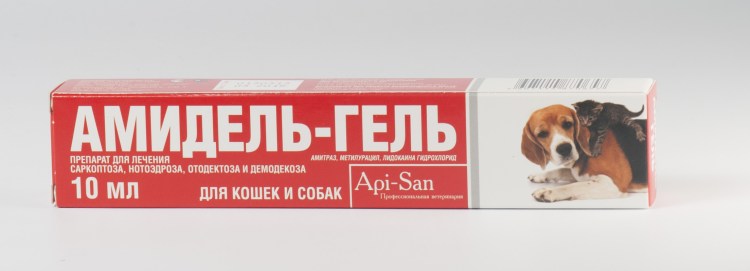 АМИДЕЛЬ-ГЕЛЬ
АМИТРАЗ, МЕТИЛУРАЦИЛ, ЛИДОКАИНА ГИДРОХЛОРИД
ПРЕПАРАТ ДЛЯ ЛЕЧЕНИЯ
САРКОПТОЗА, НОТОЭДРОЗА, ОТОДЕКТОЗА И ДЕМОДЕКОЗА
10 МЛ
ДЛЯ КОШЕК И СОБАК
Api-San
Профессиональная ветеринария